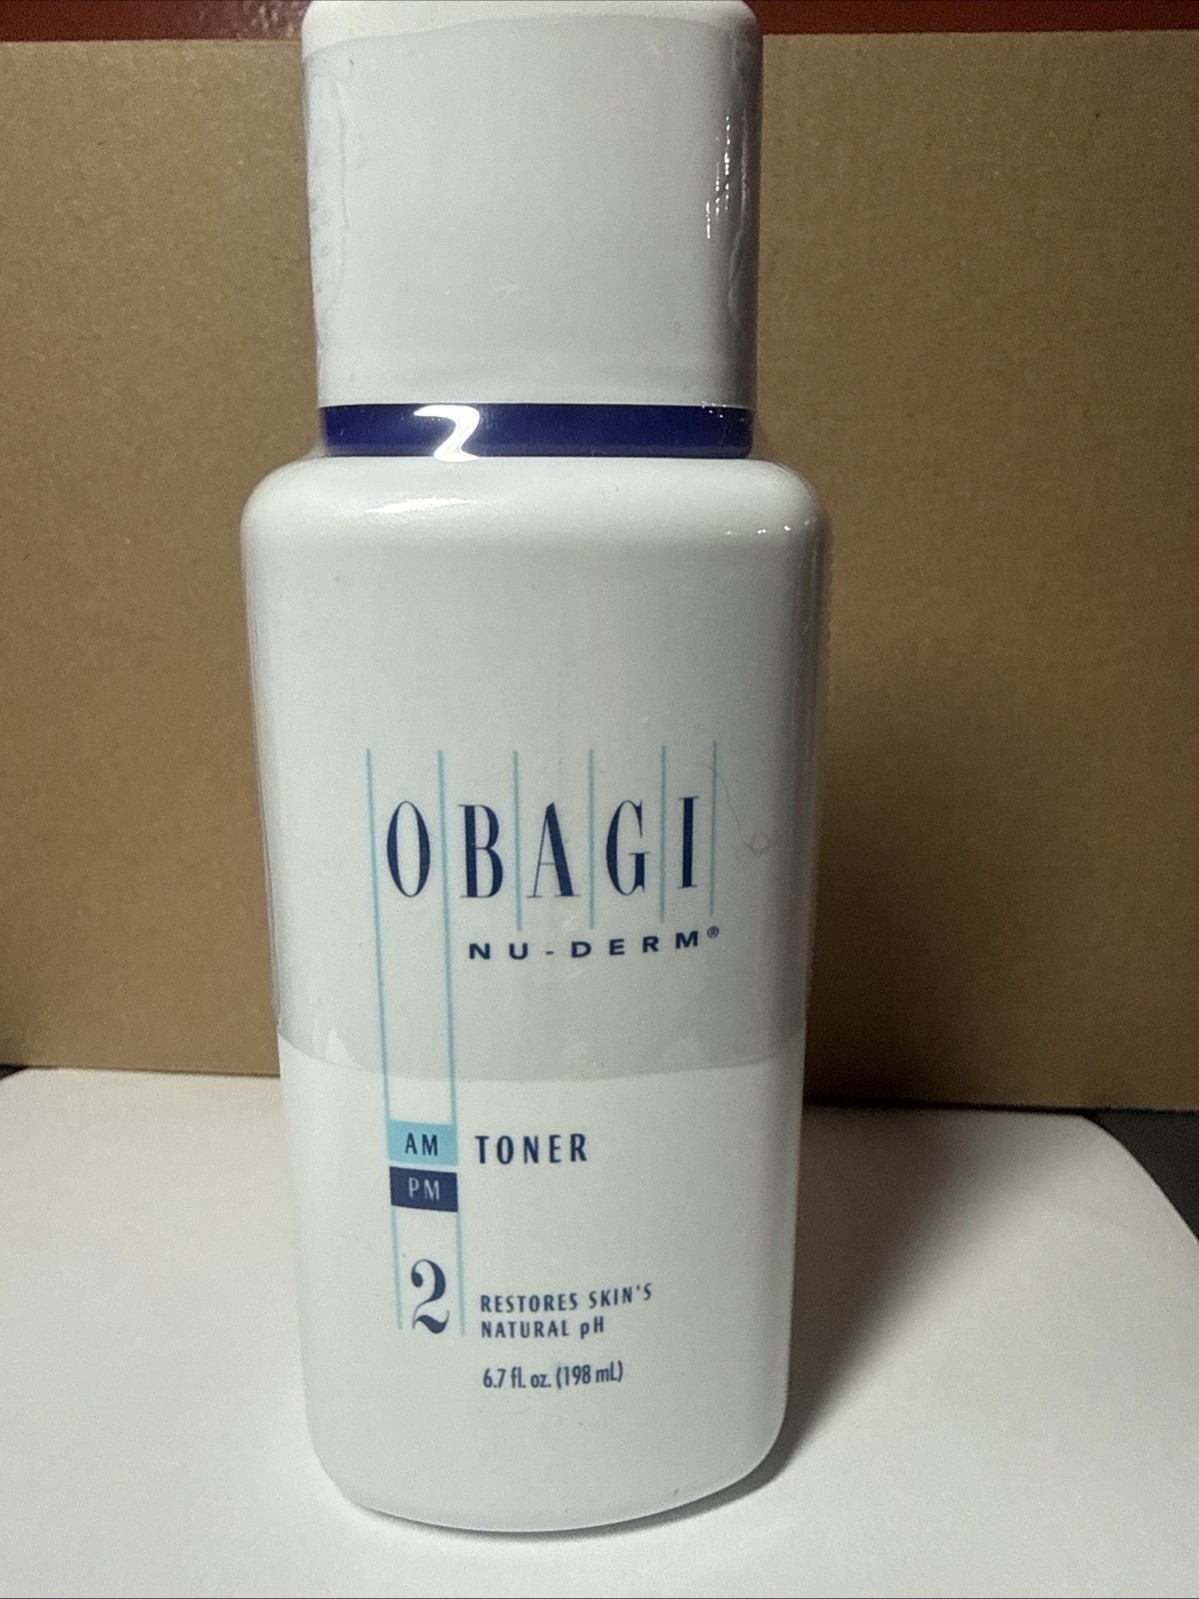 OBAGI
NU-DERM®
AM TONER
PM
2 RESTORES SKIN'S
NATURAL pH
6.7 fl. oz. (198 mL)